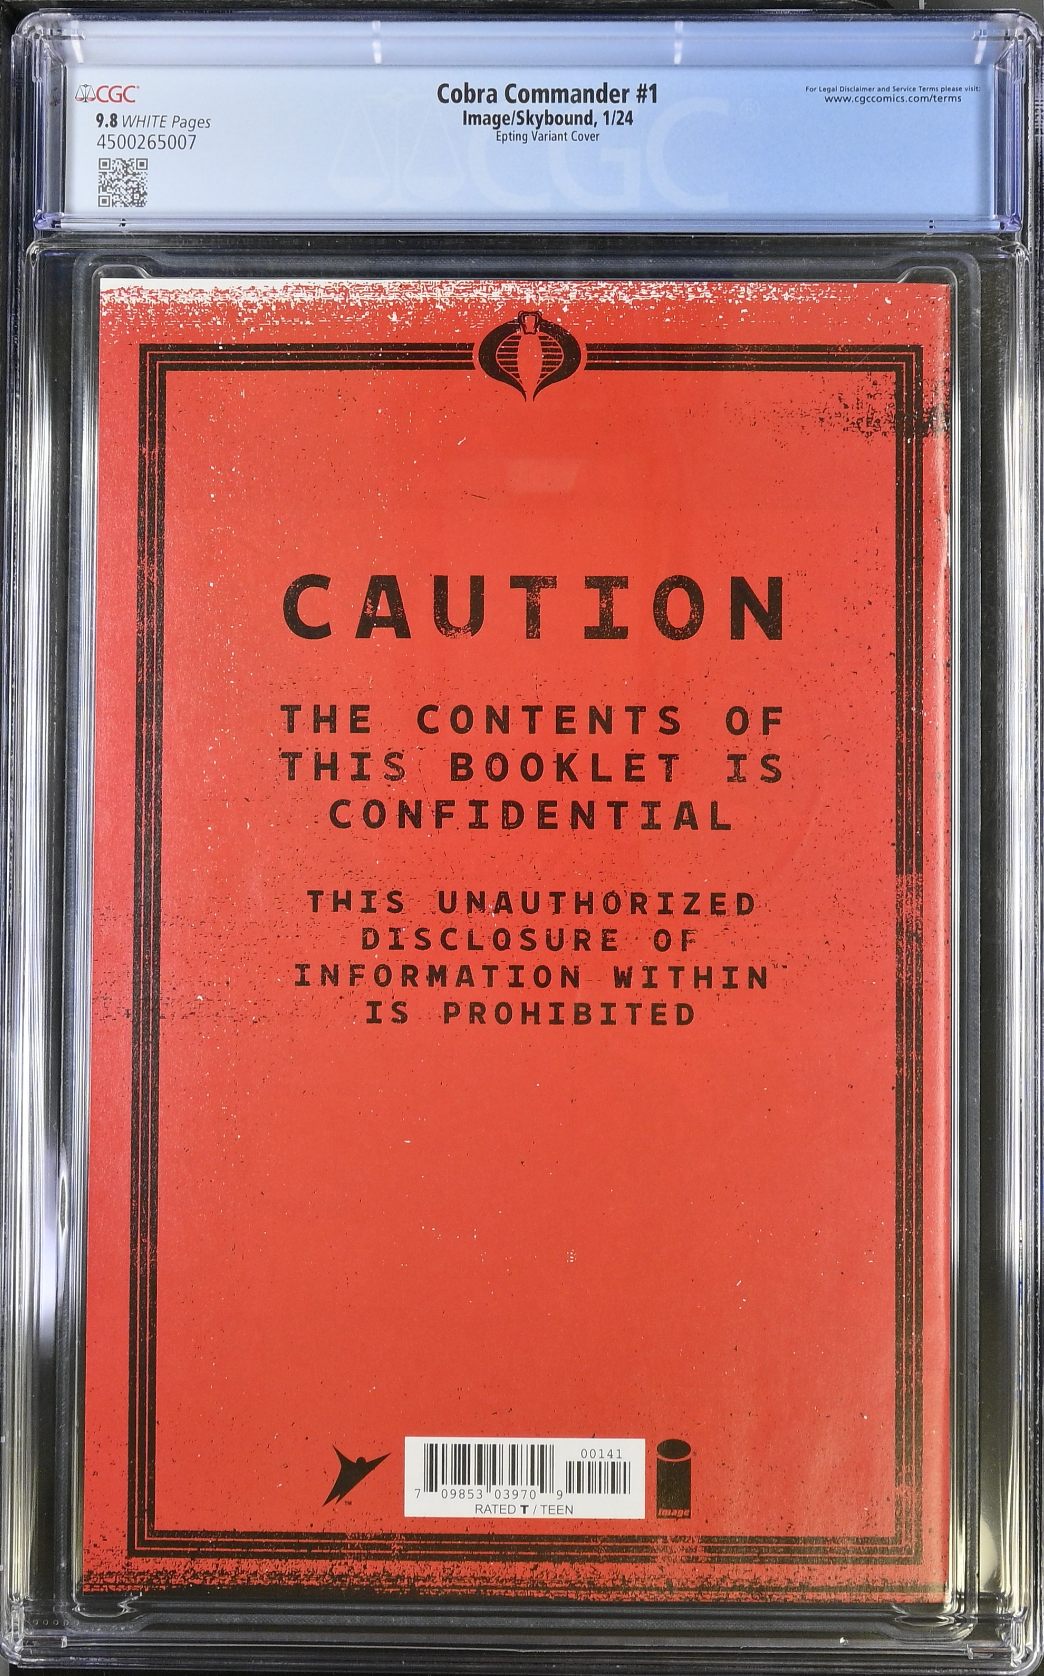 CGC
Cobra Commander #1
For Legal Disclaimer and Service Terms please visit:
www.cgccomics.com/terms
9.8 WHITE Pages
Image/Skybound, 1/24
4500265007
Epting Variant Cover
CGC
CAUTION
THE CONTENTS OF
THIS BOOKLET IS
CONFIDENTIAL
THIS UNAUTHORIZED
DISCLOSURE OF
INFORMATION WITHIN
IS PROHIBITED
00141
7 09853 03970 9
RATED T / TEEN
TM
image